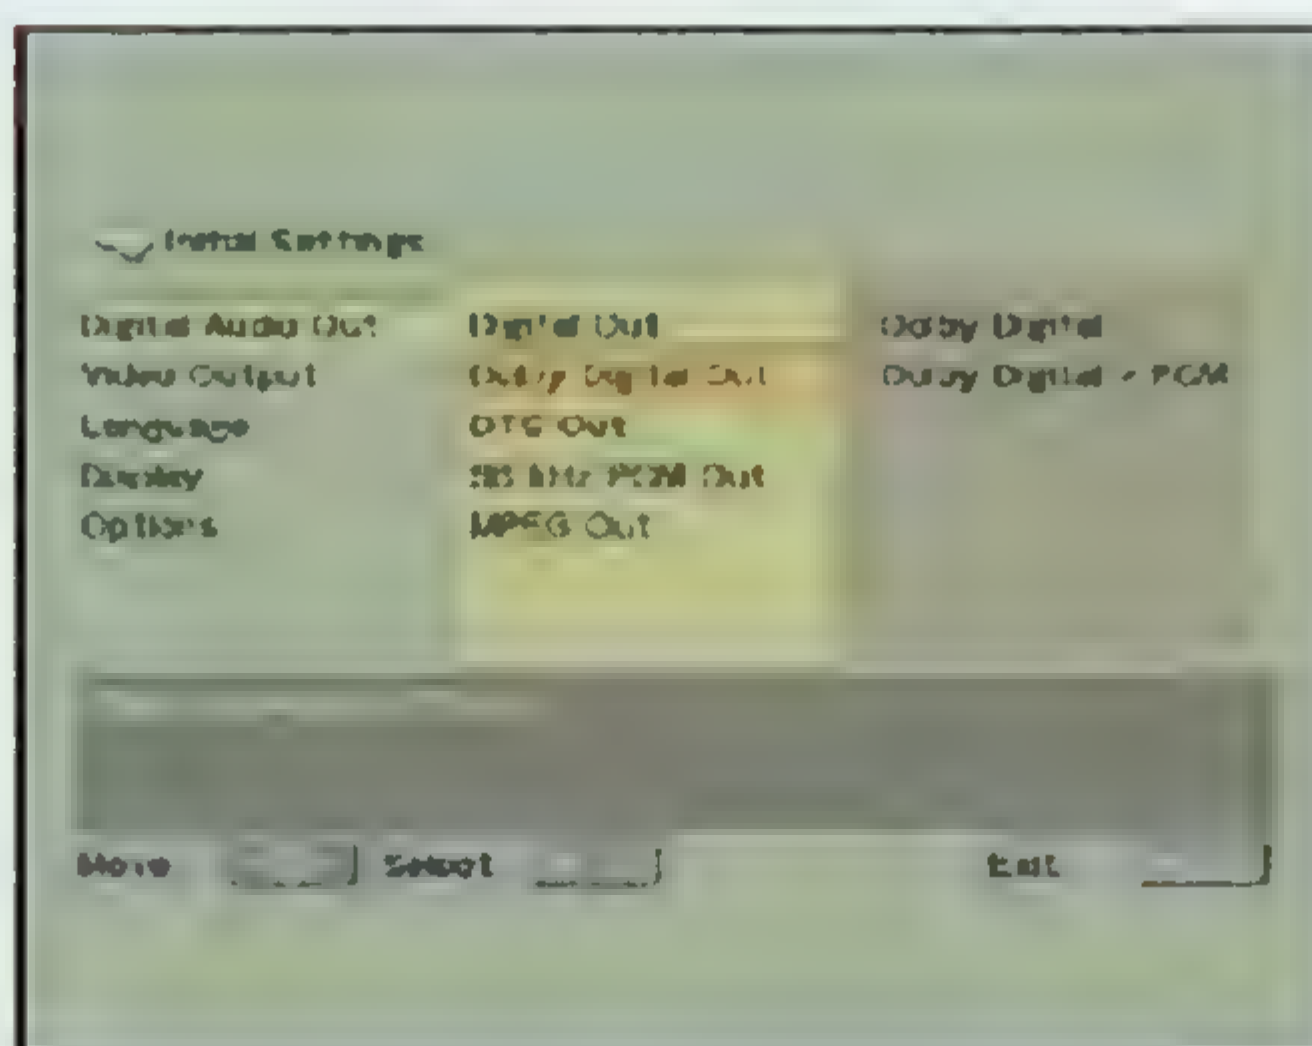 Initial Settings
Digital Audio Out
Video Output
Language
Display
Options
Digital Out
Dolby Digital Out
DTS Out
96 kHz PCM Out
MPEG Out
Dolby Digital
Dolby Digital > PCM
Move
Select
Exit